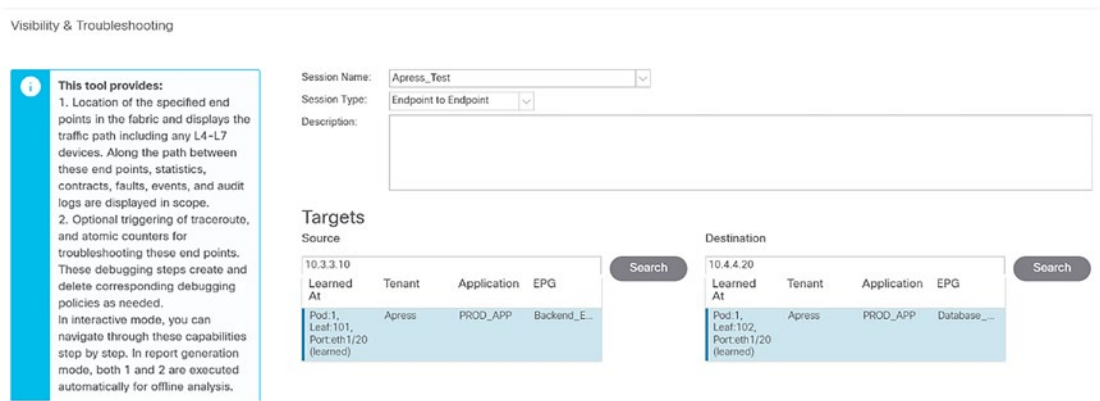 Visibility & Troubleshooting
This tool provides:
1. Location of the specified end
points in the fabric and displays the
traffic path including any L4-L7
devices. Along the path between
these end points, statistics,
contracts, faults, events, and audit
logs are displayed in scope.
2. Optional triggering of traceroute,
and atomic counters for
troubleshooting these end points.
These debugging steps create and
delete corresponding debugging
policies as needed.
In interactive mode, you can
navigate through these capabilities
step by step. In report generation
mode, both 1 and 2 are executed
automatically for offline analysis.
Session Name: Apress_Test
Session Type: Endpoint to Endpoint
Description:
Targets
Source
10.3.3.10 Search
Learned Tenant Application EPG
At
Pod:1, Apress PROD_APP Backend_E...
Leaf:101,
Port:eth1/20
(learned)
Destination
10.4.4.20 Search
Learned Tenant Application EPG
At
Pod:1, Apress PROD_APP Database_...
Leaf:102,
Port:eth1/20
(learned)